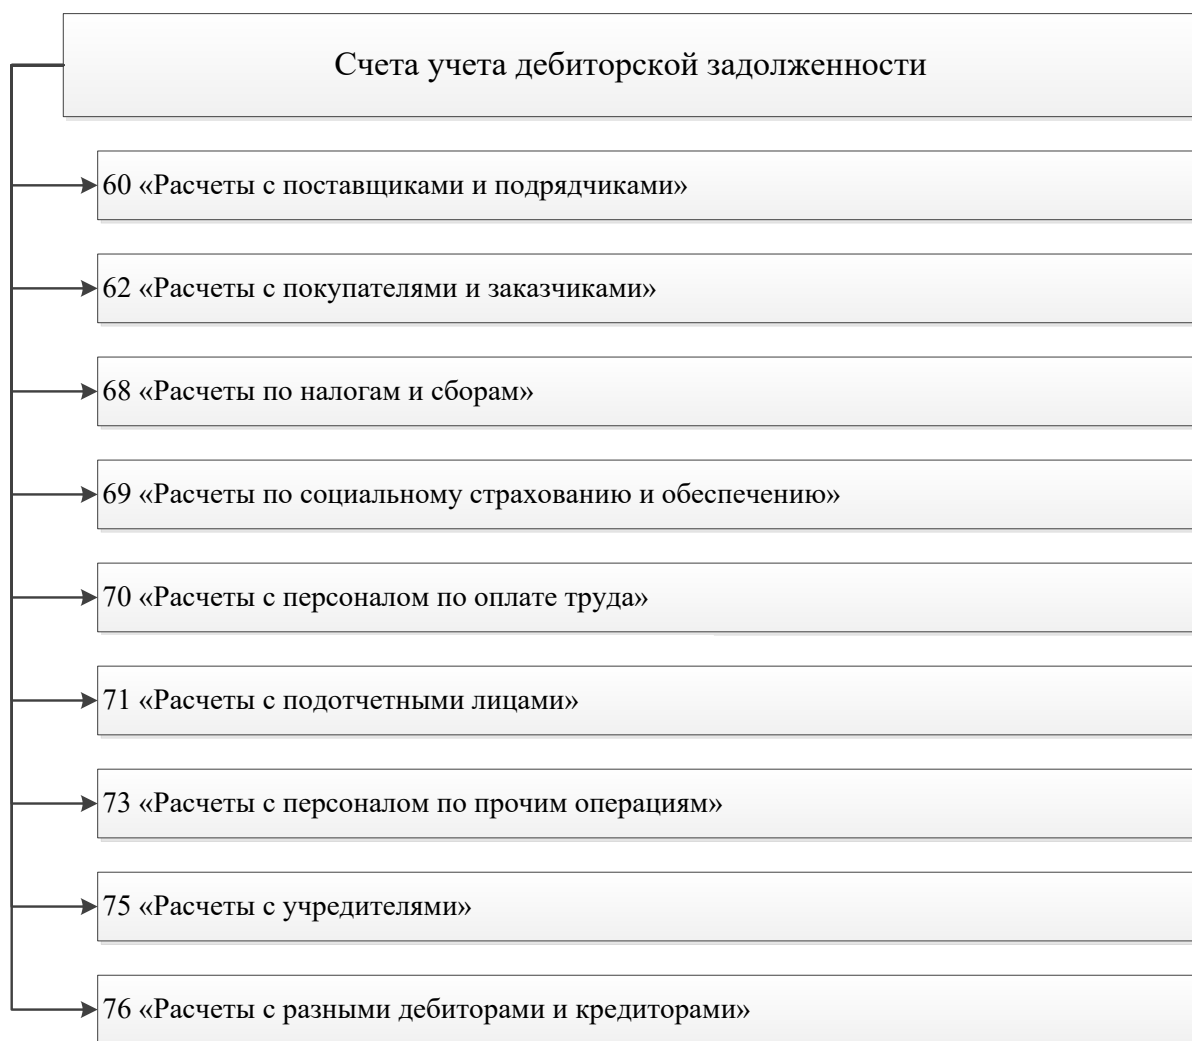 Счета учета дебиторской задолженности
60 «Расчеты с поставщиками и подрядчиками»
62 «Расчеты с покупателями и заказчиками»
68 «Расчеты по налогам и сборам»
69 «Расчеты по социальному страхованию и обеспечению»
70 «Расчеты с персоналом по оплате труда»
71 «Расчеты с подотчетными лицами»
73 «Расчеты с персоналом по прочим операциям»
75 «Расчеты с учредителями»
76 «Расчеты с разными дебиторами и кредиторами»